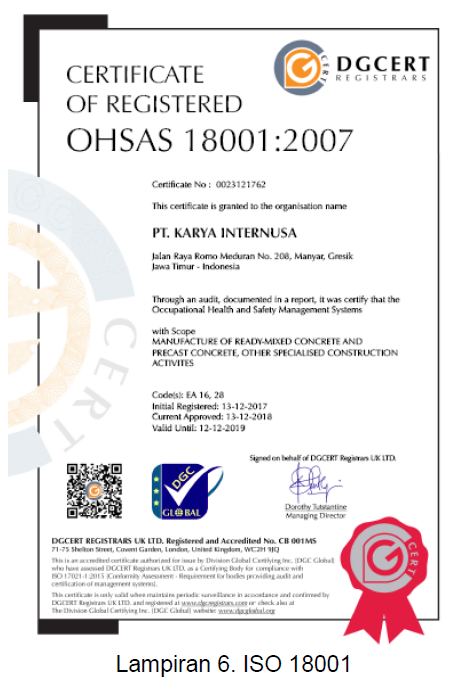 DGCERT
REGISTRARS
CERTIFICATE
OF REGISTERED
OHSAS 18001:2007
Certificate No : 0023121762
This certificate is granted to the organisation name
PT. KARYA INTERNUSA
Jalan Raya Romo Meduran No. 208, Manyar, Gresik
Jawa Timur - Indonesia
Through an audit, documented in a report, it was certify that the
Occupational Health and Safety Management Systems
with Scope
MANUFACTURE OF READY-MIXED CONCRETE AND
PRECAST CONCRETE, OTHER SPECIALISED CONSTRUCTION
ACTIVITES
Code(s): EA 16, 28
Initial Registered: 13-12-2017
Current Approved: 13-12-2018
Valid Until: 12-12-2019
Signed on behalf of DGCERT Registrars UK LTD.
DGC
GLOBAL
Dorothy Tutstantine
Managing Director
DGCERT REGISTRARS UK LTD. Registered and Accredited No. CB 001MS
71-75 Shelton Street, Covent Garden, London, United Kingdom, WC2H 9JQ
This is an accredited certificate authorized for issue by Division Global Certifying Inc. (DGC Global)
who have assessed DGCERT Registrars UK LTD. as a Certifying Body for compliance with
ISO 17021-1:2015 (Conformity Assessment - Requirement for bodies providing audit and
certification of management systems).
This certificate is only valid when maintains periodic surveillance in accordance and confirmed by
DGCERT Registrars UK LTD. and registered at www.dgcregistrars.com or check also at
The Division Global Certifying Inc. (DGC Global) website: www.dgcglobal.org
CERT
Lampiran 6. ISO 18001